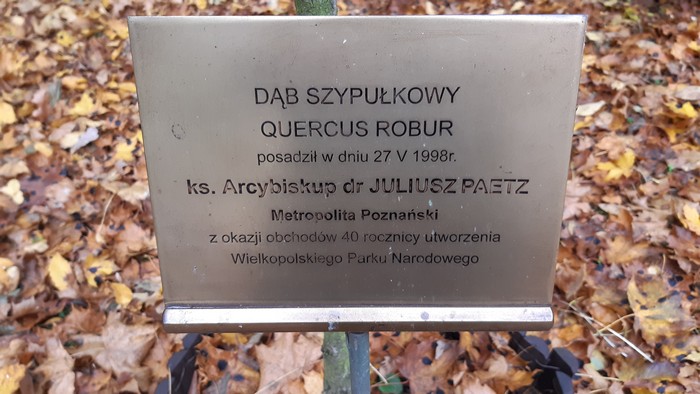 DĄB SZYPUŁKOWY
QUERCUS ROBUR
posadził w dniu 27 V 1998r.
ks. Arcybiskup dr JULIUSZ PAETZ
Metropolita Poznański
z okazji obchodów 40 rocznicy utworzenia
Wielkopolskiego Parku Narodowego